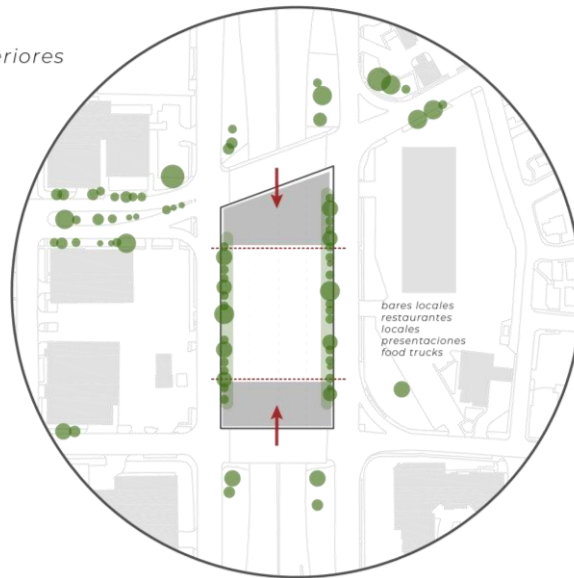 eriores
bares locales
restaurantes
locales
presentaciones
food trucks